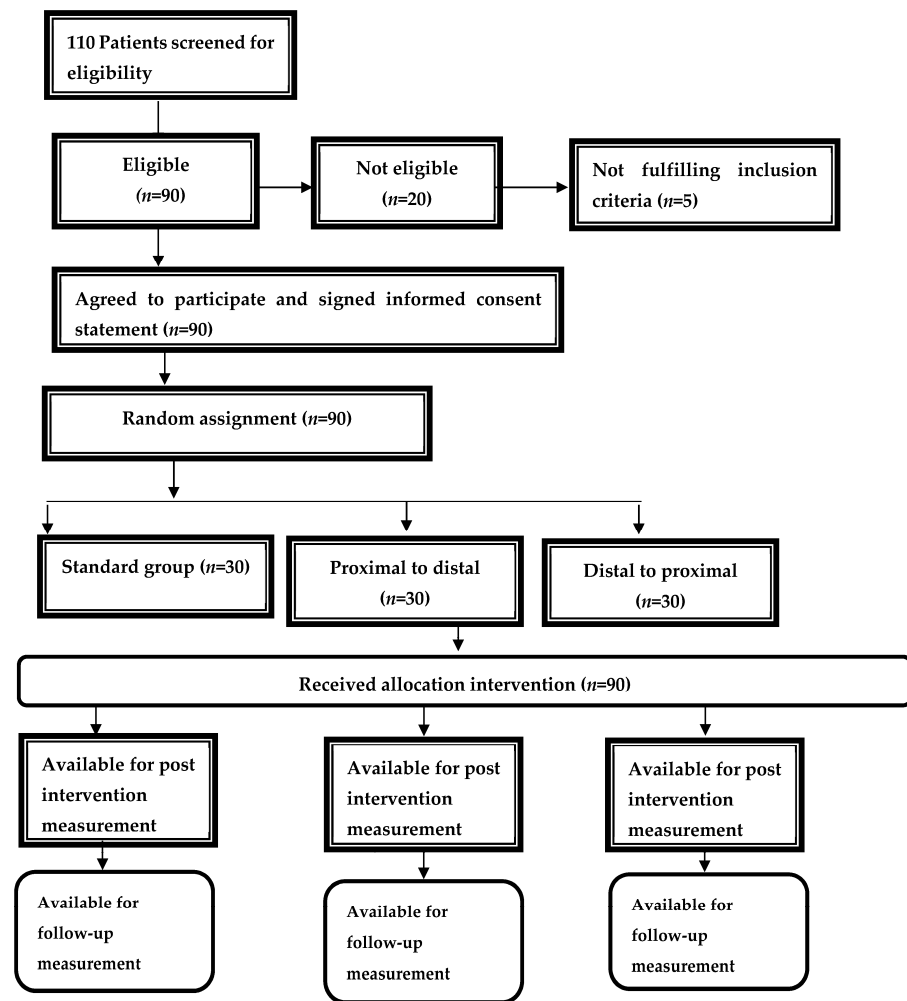 110 Patients screened for
eligibility
Eligible
(n=90)
Not eligible
(n=20)
Not fulfilling inclusion
criteria (n=5)
Agreed to participate and signed informed consent
statement (n=90)
Random assignment (n=90)
Standard group (n=30)
Proximal to distal
(n=30)
Distal to proximal
(n=30)
Received allocation intervention (n=90)
Available for post
intervention
measurement
Available for post
intervention
measurement
Available for post
intervention
measurement
Available for
follow-up
measurement
Available for
follow-up
measurement
Available for
follow-up
measurement